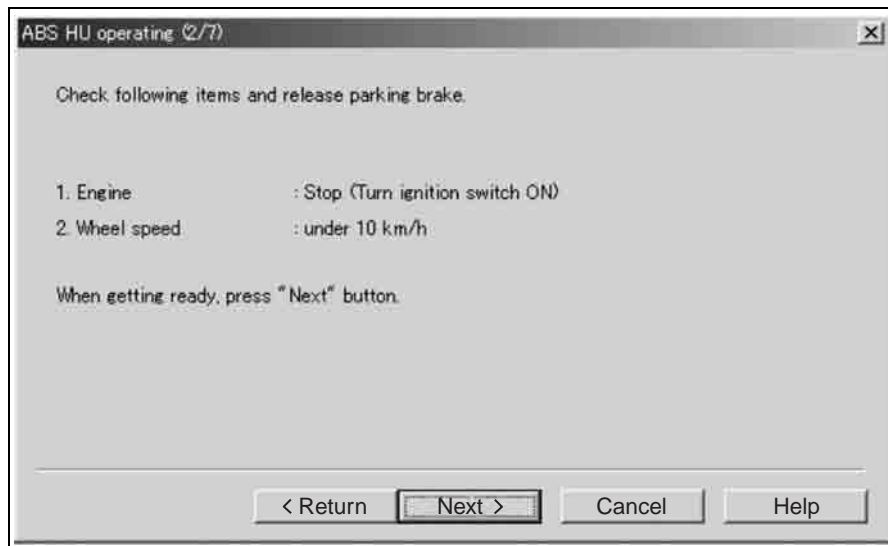 ABS HU operating (2/7)
Check following items and release parking brake.
1. Engine : Stop (Turn ignition switch ON)
2. Wheel speed : under 10 km/h
When getting ready, press "Next" button.
< Return Next > Cancel Help